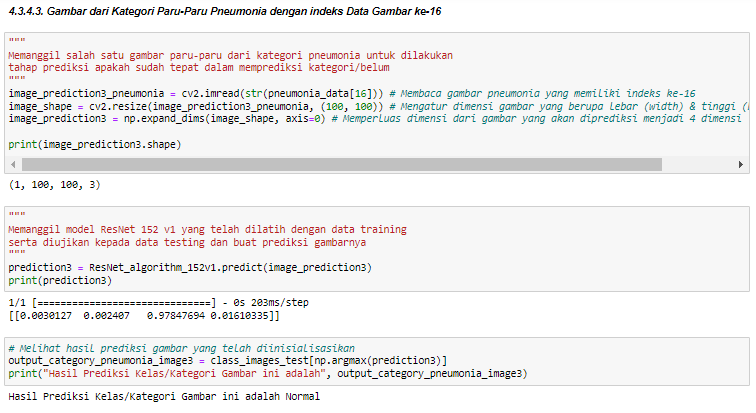 4.3.4.3. Gambar dari Kategori Paru-Paru Pneumonia dengan indeks Data Gambar ke-16
"""
Memanggil salah satu gambar paru-paru dari kategori pneumonia untuk dilakukan
tahap prediksi apakah sudah tepat dalam memprediksi kategori/belum
"""
image_prediction3_pneumonia = cv2.imread(str(pneumonia_data[16])) # Membaca gambar pneumonia yang memiliki indeks ke-16
image_shape = cv2.resize(image_prediction3_pneumonia, (100, 100)) # Mengatur dimensi gambar yang berupa lebar (width) & tinggi (
image_prediction3 = np.expand_dims(image_shape, axis=0) # Memperluas dimensi dari gambar yang akan diprediksi menjadi 4 dimensi
print(image_prediction3.shape)
(1, 100, 100, 3)
"""
Memanggil model ResNet 152 v1 yang telah dilatih dengan data training
serta diujikan kepada data testing dan buat prediksi gambarnya
"""
prediction3 = ResNet_algorithm_152v1.predict(image_prediction3)
print(prediction3)
1/1 [==============================] - 0s 203ms/step
[[0.0030127  0.002407   0.97847694 0.01610335]]
# Melihat hasil prediksi gambar yang telah diinisialisasikan
output_category_pneumonia_image3 = class_images_test[np.argmax(prediction3)]
print("Hasil Prediksi Kelas/Kategori Gambar ini adalah", output_category_pneumonia_image3)
Hasil Prediksi Kelas/Kategori Gambar ini adalah Normal